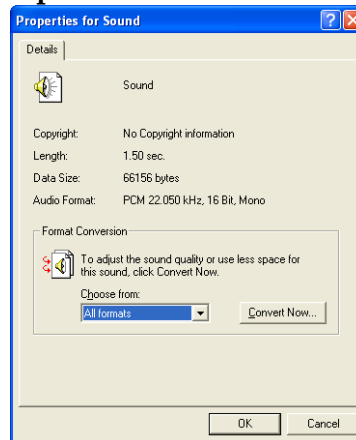 Properties for Sound
Details
Sound
Copyright: No Copyright information
Length: 1.50 sec.
Data Size: 66156 bytes
Audio Format: PCM 22.050 kHz, 16 Bit, Mono
Format Conversion
To adjust the sound quality or use less space for
this sound, click Convert Now.
Choose from:
All formats
Convert Now...
OK Cancel